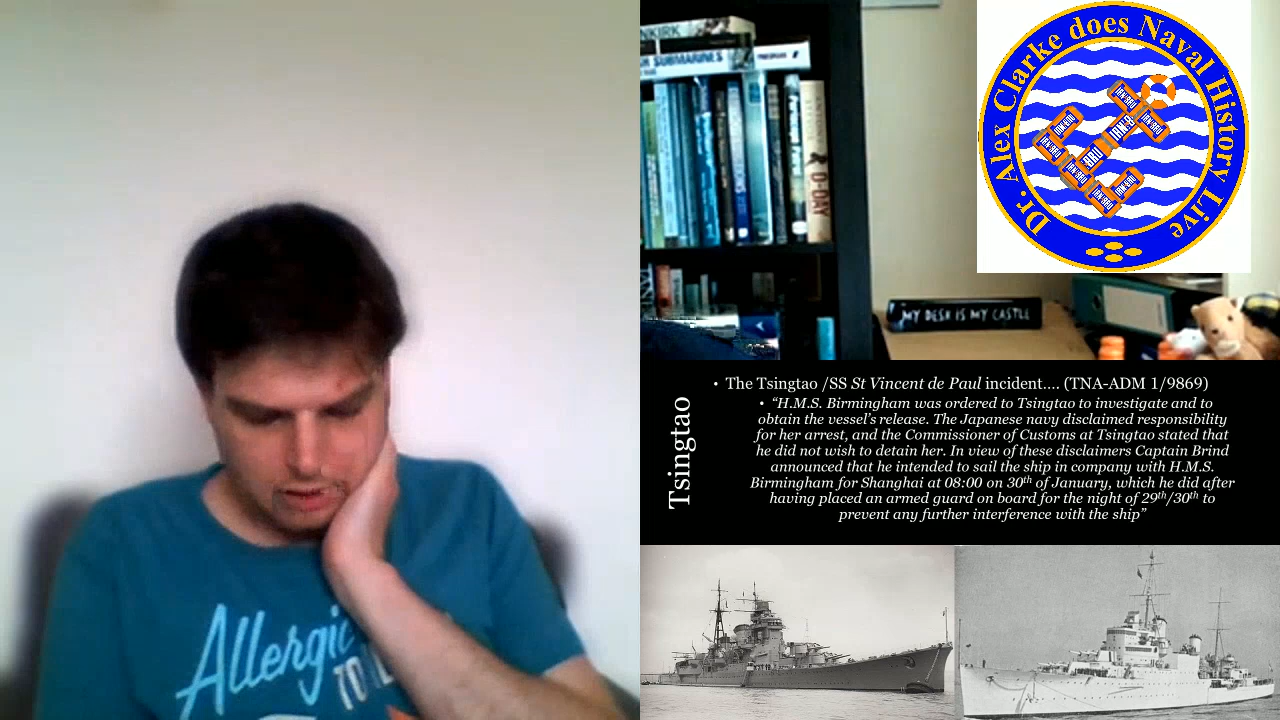 Dr. Alex Clarke does Naval History Live
NKIRK
SUBMARINES
D-DAY
MY DESK IS MY CASTLE
Tsingtao
• The Tsingtao /SS St Vincent de Paul incident…. (TNA-ADM 1/9869)
• “H.M.S. Birmingham was ordered to Tsingtao to investigate and to
obtain the vessel’s release. The Japanese navy disclaimed responsibility
for her arrest, and the Commissioner of Customs at Tsingtao stated that
he did not wish to detain her. In view of these disclaimers Captain Brind
announced that he intended to sail the ship in company with H.M.S.
Birmingham for Shanghai at 08:00 on 30th of January, which he did after
having placed an armed guard on board for the night of 29th/30th to
prevent any further interference with the ship”
Allergic